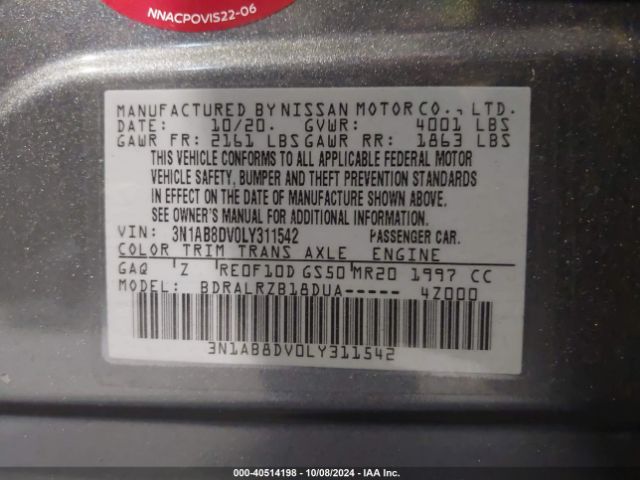 NNACPOVIS22-06
MANUFACTURED BY NISSAN MOTOR CO., LTD.
DATE: 10/20. GVWR: 4001 LBS
GAWR FR: 2161 LBS GAWR RR: 1863 LBS
THIS VEHICLE CONFORMS TO ALL APPLICABLE FEDERAL MOTOR
VEHICLE SAFETY, BUMPER AND THEFT PREVENTION STANDARDS
IN EFFECT ON THE DATE OF MANUFACTURE SHOWN ABOVE.
SEE OWNER'S MANUAL FOR ADDITIONAL INFORMATION.
VIN: 3N1AB8DV0LY311542 PASSENGER CAR.
COLOR TRIM TRANS AXLE ENGINE
GAQ Z RE0F10D GS50 MR20 1997 CC
MODEL: BDRALRZB18DUA----- 4Z000
3N1AB8DV0LY311542
000-40514198 - 10/08/2024 - IAA Inc.